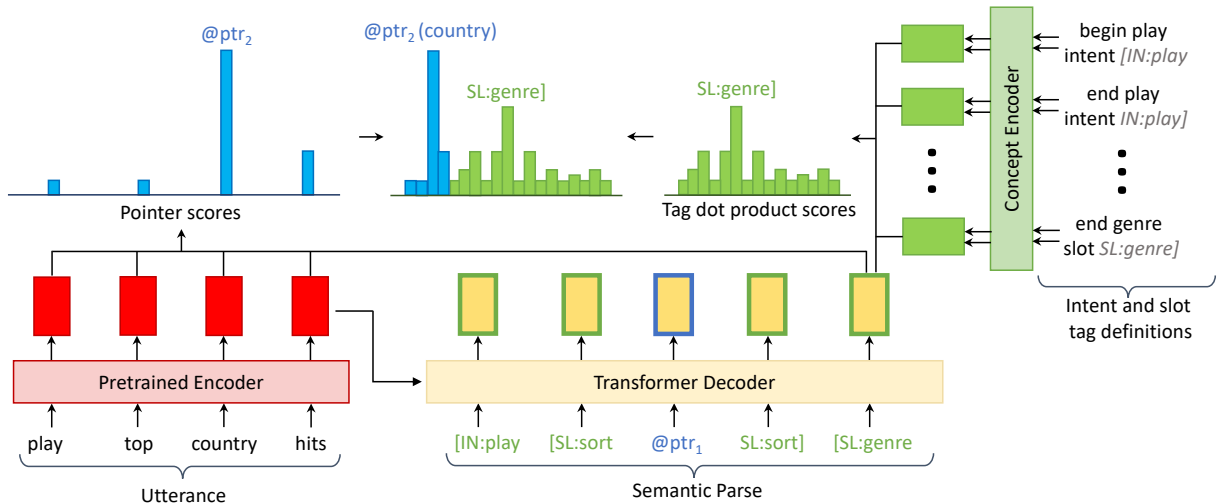 @ptr₂
Pointer scores
@ptr₂ (country)
SL:genre]
SL:genre]
Tag dot product scores
Concept Encoder
begin play
intent [IN:play
end play
intent IN:play]
end genre
slot SL:genre]
Intent and slot
tag definitions
Pretrained Encoder
Transformer Decoder
play
top
country
hits
Utterance
[IN:play
[SL:sort
@ptr₁
SL:sort]
[SL:genre
Semantic Parse